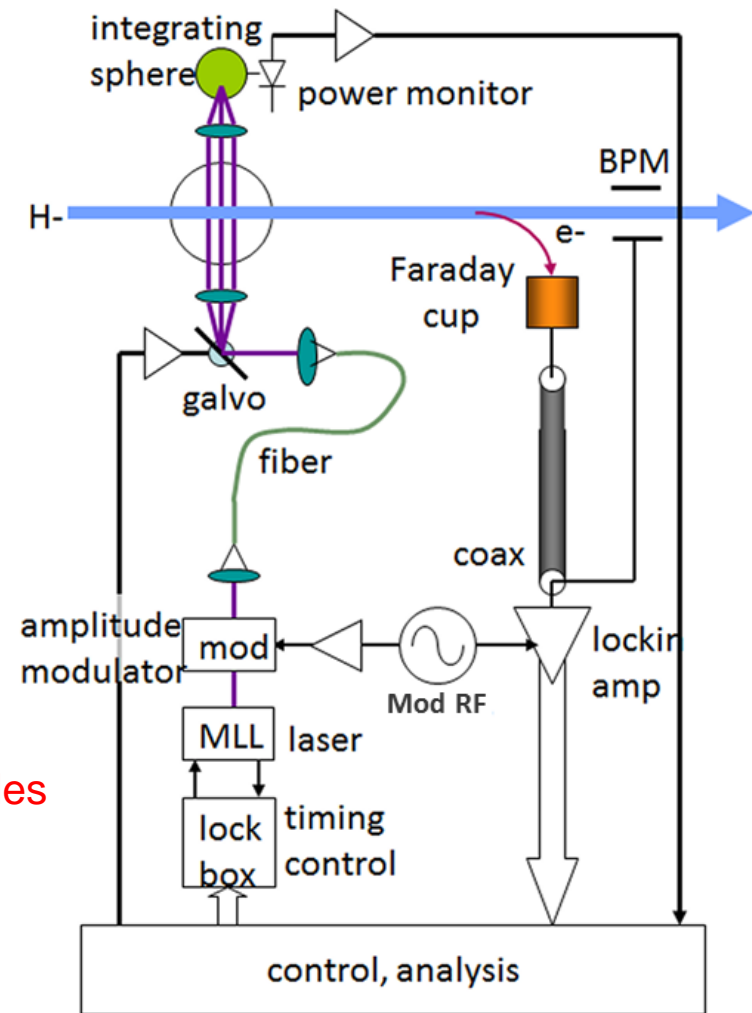 integrating
sphere
power monitor
BPM
H-
e-
Faraday
cup
galvo
fiber
coax
amplitude
modulator
mod
Mod RF
lockin
amp
MLL
laser
es
lock
box
timing
control
control, analysis